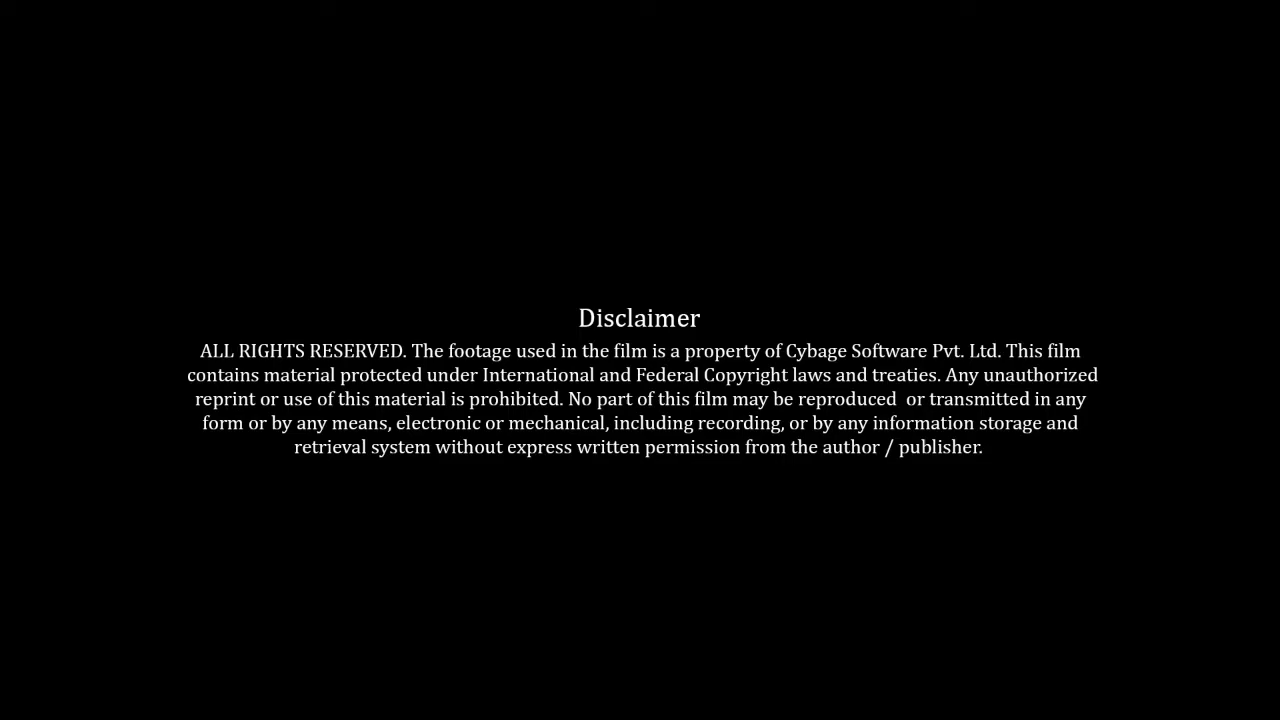 Disclaimer
ALL RIGHTS RESERVED. The footage used in the film is a property of Cybage Software Pvt. Ltd. This film
contains material protected under International and Federal Copyright laws and treaties. Any unauthorized
reprint or use of this material is prohibited. No part of this film may be reproduced  or transmitted in any
form or by any means, electronic or mechanical, including recording, or by any information storage and
retrieval system without express written permission from the author / publisher.